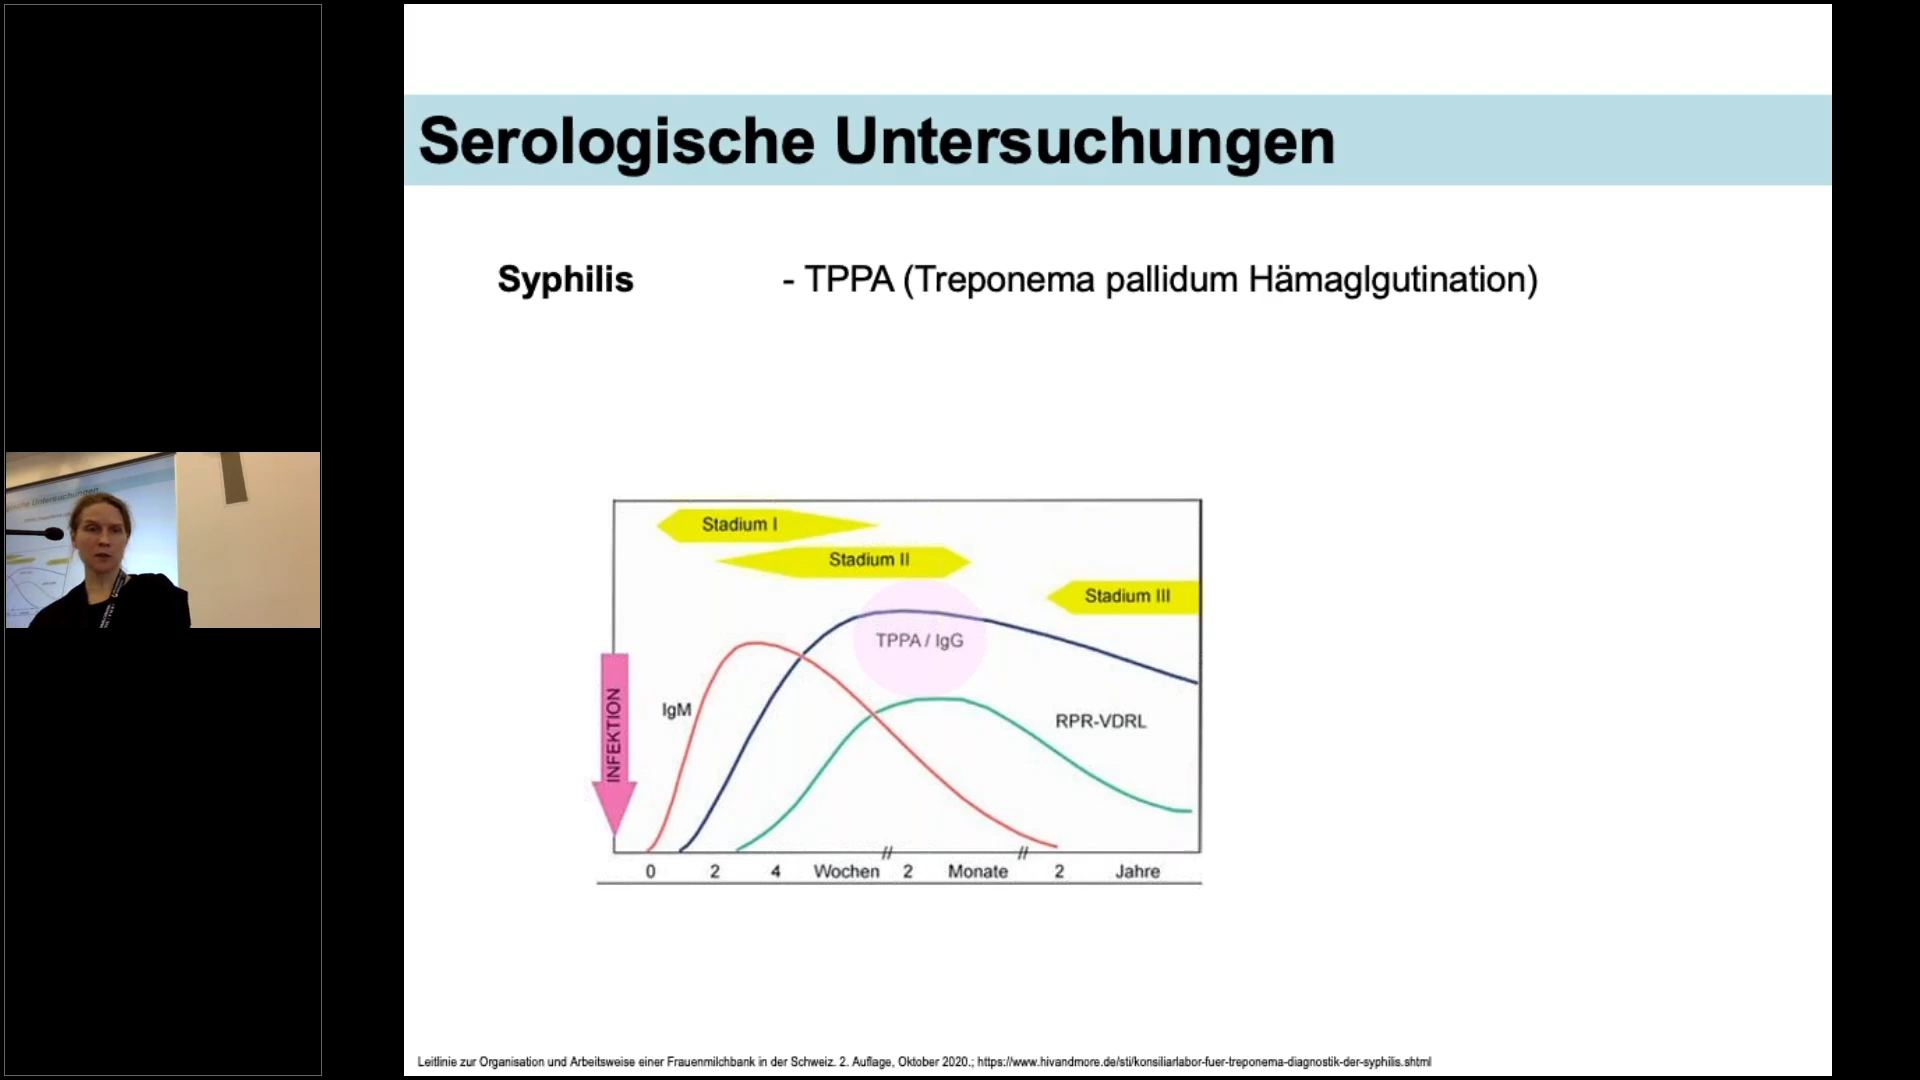 Serologische Untersuchungen
Syphilis - TPPA (Treponema pallidum Hämaglgutination)
Stadium I
Stadium II
Stadium III
TPPA / IgG
IgM
RPR-VDRL
INFEKTION
0 2 4 Wochen // 2 Monate // 2 Jahre
Leitlinie zur Organisation und Arbeitsweise einer Frauenmilchbank in der Schweiz. 2. Auflage, Oktober 2020.; https://www.hivandmore.de/sti/konsiliarlabor-fuer-treponema-diagnostik-der-syphilis.shtml